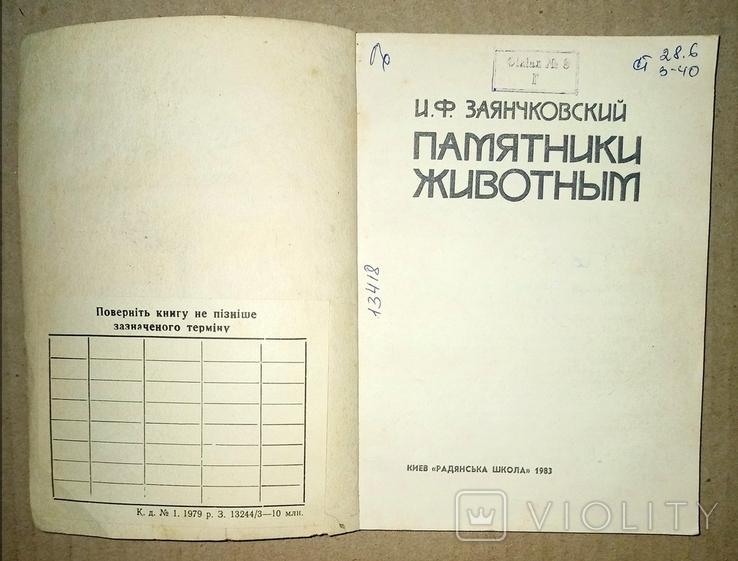 Поверніть книгу не пізніше
зазначеного терміну
К. д. № 1. 1979 р. З. 13244/3—10 млн.
28.6
З-40
И.Ф. ЗАЯНЧКОВСКИЙ
ПАМЯТНИКИ
ЖИВОТНЫМ
13418
КИЕВ «РАДЯНСЬКА ШКОЛА» 1983
VIOLITY